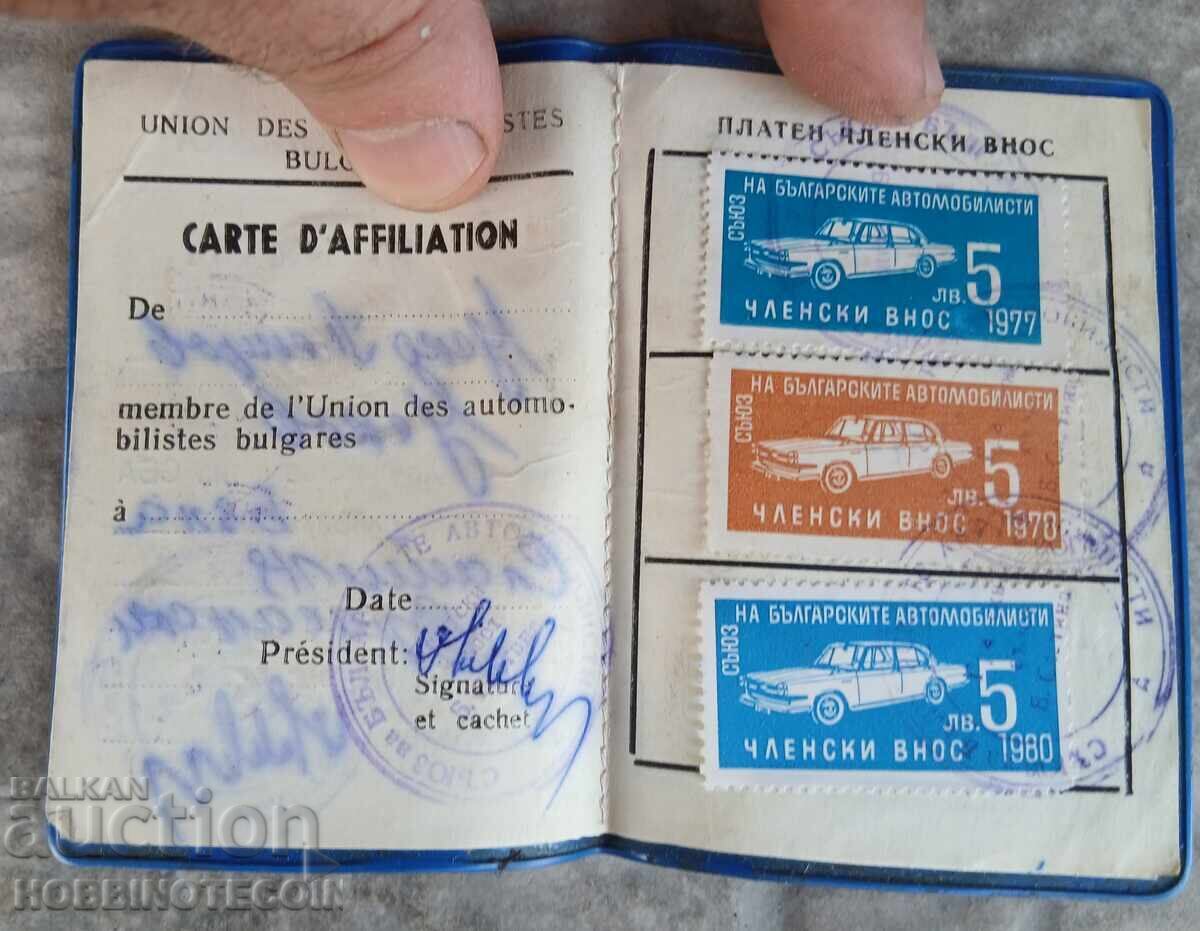 UNION DES STES
BULG
CARTE D'AFFILIATION
De
membre de l'Union des automo-
bilistes bulgares
à
Date
Président:
Signature
et cachet
ПЛАТЕН ЧЛЕНСКИ ВНОС
СЪЮЗ НА БЪЛГАРСКИТЕ АВТОМОБИЛИСТИ
5
лв.
ЧЛЕНСКИ ВНОС 1977
СЪЮЗ НА БЪЛГАРСКИТЕ АВТОМОБИЛИСТИ
5
лв.
ЧЛЕНСКИ ВНОС 1978
СЪЮЗ НА БЪЛГАРСКИТЕ АВТОМОБИЛИСТИ
5
лв.
ЧЛЕНСКИ ВНОС 1980
BALKAN
auction
HOBBINOTECOIN